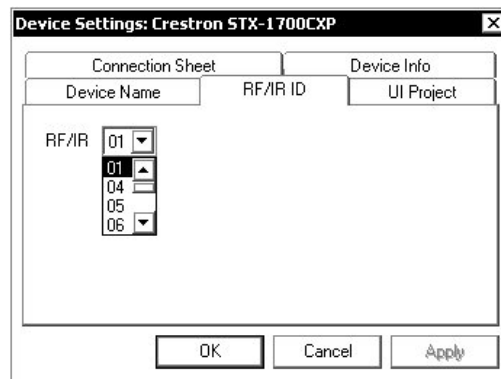 Device Settings: Crestron STX-1700CXP
Connection Sheet Device Info
Device Name RF/IR ID UI Project
RF/IR 01
01
04
05
06
OK Cancel Apply